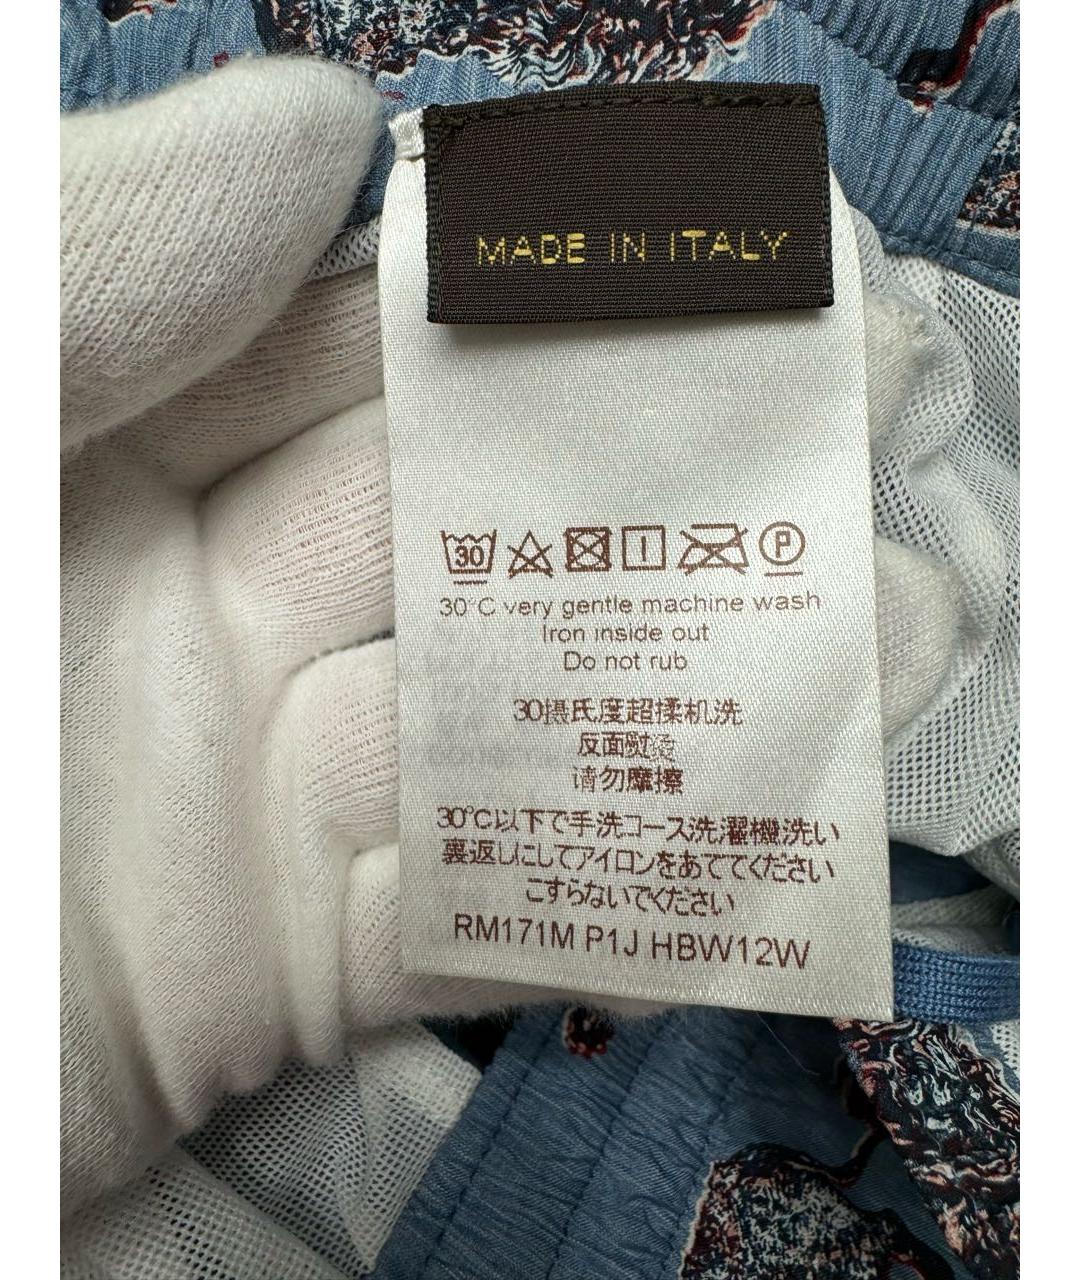 MADE IN ITALY
30 P
30°C very gentle machine wash
Iron inside out
Do not rub
30摄氏度超揉机洗
反面熨烫
请勿摩擦
30°C以下で手洗コース洗濯機洗い
裏返しにしてアイロンをあててください
こすらないでください
RM171M P1J HBW12W